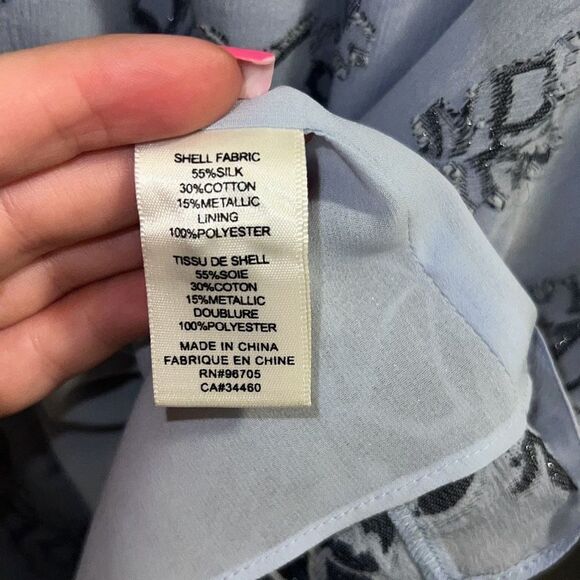 SHELL FABRIC
55%SILK
30%COTTON
15%METALLIC
LINING
100%POLYESTER
TISSU DE SHELL
55%SOIE
30%COTON
15%METALLIC
DOUBLURE
100%POLYESTER
MADE IN CHINA
FABRIQUE EN CHINE
RN#96705
CA#34460